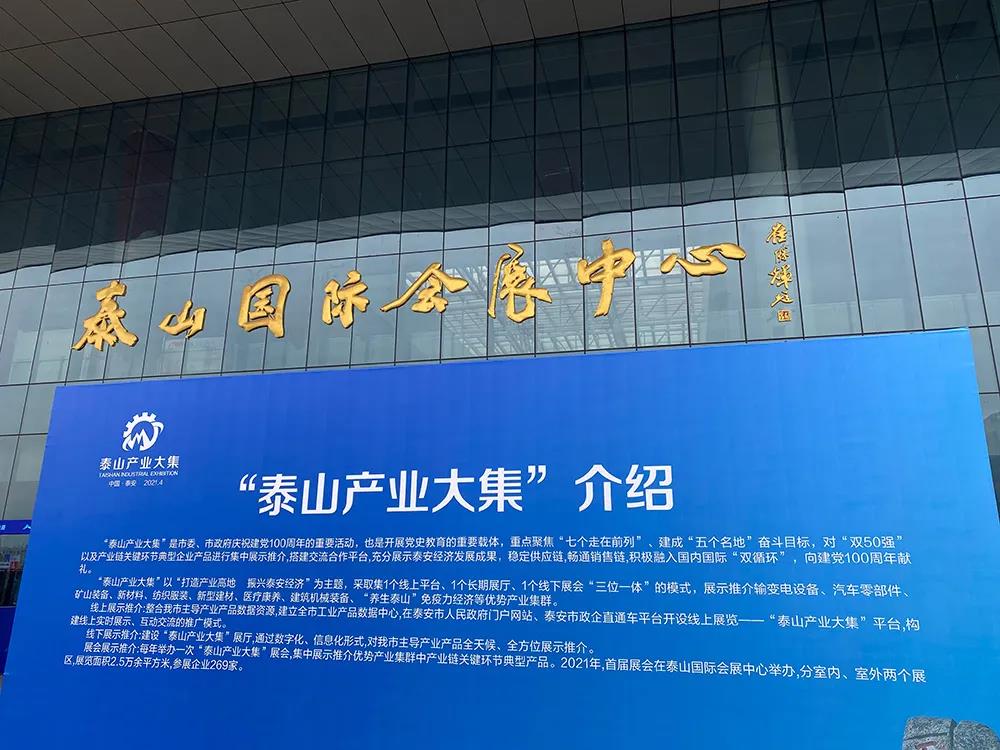 泰山国际会展中心
泰山产业大集
TAISHAN INDUSTRIAL EXHIBITION
中国·泰安 2021.4
“泰山产业大集”介绍
“泰山产业大集”是市委、市政府庆祝建党100周年的重要活动，也是开展党史教育的重要载体，重点聚焦“七个走在前列”、建成“五个名地”奋斗目标，对“双50强”
以及产业链关键环节典型企业产品进行集中展示推介,搭建交流合作平台,充分展示泰安经济发展成果，稳定供应链,畅通销售链,积极融入国内国际“双循环”，向建党100周年献
礼。
“泰山产业大集”以“打造产业高地 振兴泰安经济”为主题，采取集1个线上平台、1个长期展厅、1个线下展会“三位一体”的模式，展示推介输变电设备、汽车零部件、
矿山装备、新材料、纺织服装、新型建材、医疗康养、建筑机械装备、“养生泰山”免疫力经济等优势产业集群。
线上展示推介:整合我市主导产业产品数据资源,建立全市工业产品数据中心,在泰安市人民政府门户网站、泰安市政企直通车平台开设线上展览——“泰山产业大集”平台,构
建线上实时展示、互动交流的推广模式。
线下展示推介:建设“泰山产业大集”展厅,通过数字化、信息化形式,对我市主导产业产品全天候、全方位展示推介。
展会展示推介:每年举办一次“泰山产业大集”展会,集中展示推介优势产业集群中产业链关键环节典型产品。2021年,首届展会在泰山国际会展中心举办,分室内、室外两个展
区,展览面积2.5万余平方米,参展企业269家。